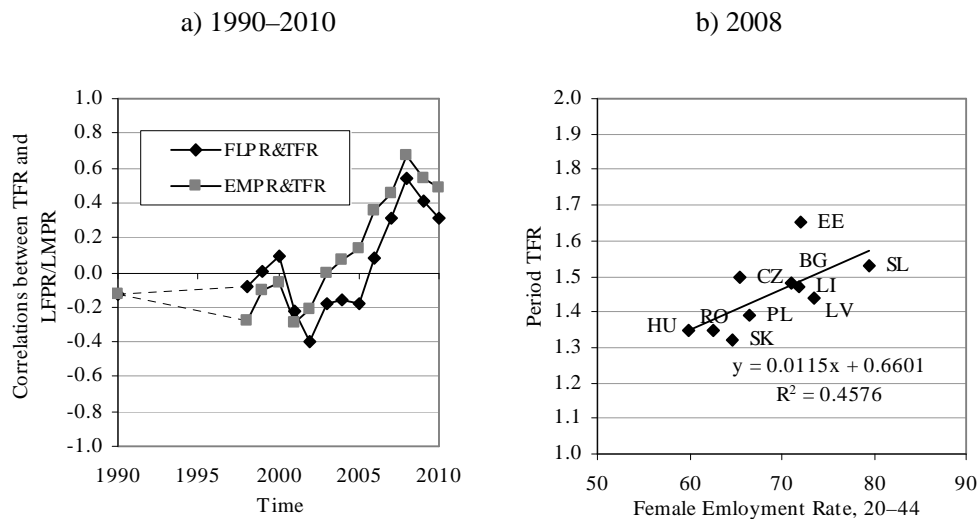 a) 1990–2010
Correlations between TFR and
LFPR/LMPR
1.0
0.8
0.6
0.4
0.2
0.0
-0.2
-0.4
-0.6
-0.8
-1.0
FLPR&TFR
EMPR&TFR
1990
1995
2000
2005
2010
Time
b) 2008
Period TFR
2.0
1.9
1.8
1.7
1.6
1.5
1.4
1.3
1.2
1.1
1.0
EE
BG
SL
CZ
LI
LV
PL
RO
HU
SK
y = 0.0115x + 0.6601
R² = 0.4576
50
60
70
80
90
Female Emloyment Rate, 20–44